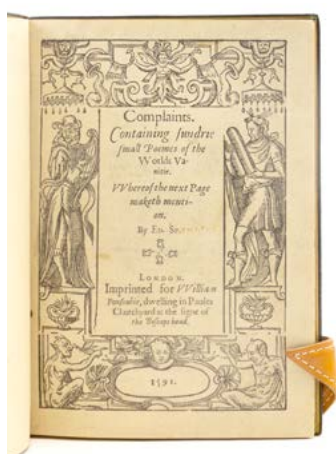 Complaints.
Containing sundrie
small Poemes of the
Worlds Va-
nitie.
VVhereof the next Page
maketh menti-
on.
By Ed. Sp.
LONDON.
Imprinted for VVilliam
Ponsonbie, dwelling in Paules
Churchyard at the signe of
the Bishops head.
1591.